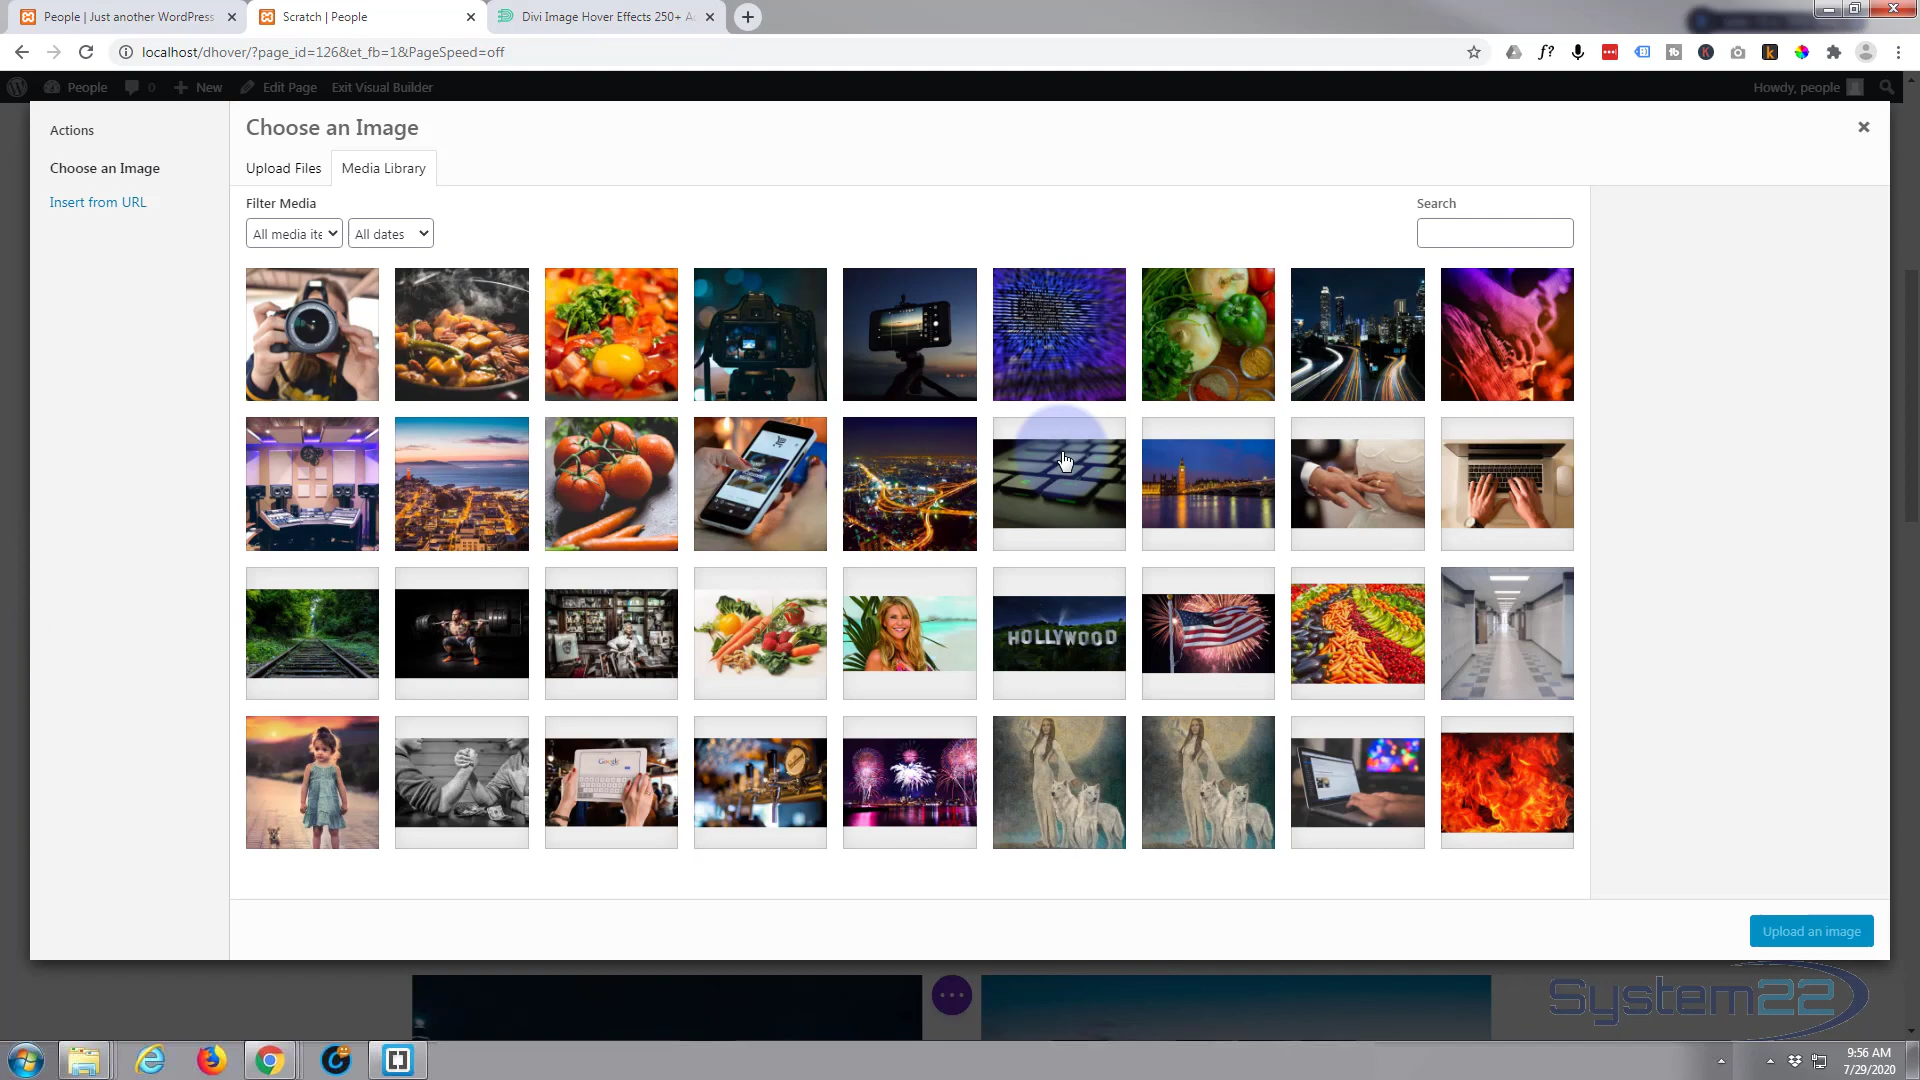 People | Just another WordPress
Scratch | People
Divi Image Hover Effects 250+ A
localhost/dhover/?page_id=126&et_fb=1&PageSpeed=off
People
0
New
Edit Page
Exit Visual Builder
Howdy, people
Actions
Choose an Image
Choose an Image
Insert from URL
Upload Files
Media Library
Filter Media
Search
All media ite
All dates
HOLLYWOOD
Google
Upload an image
System22
9:56 AM
7/29/2020